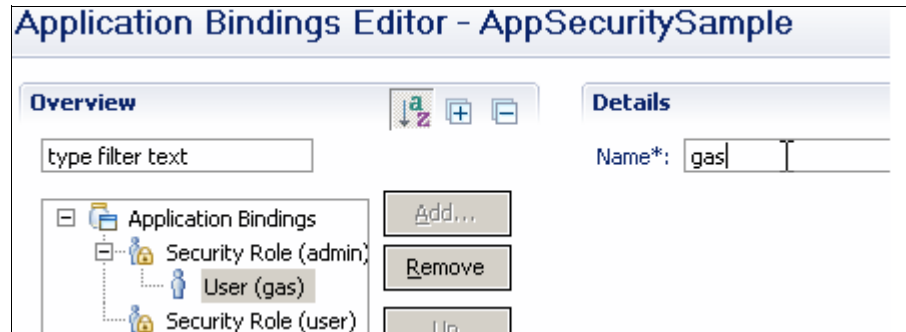 Application Bindings Editor - AppSecuritySample
Overview
Details
type filter text
Name*: gas
Application Bindings
Add...
Security Role (admin)
Remove
User (gas)
Security Role (user)
Up